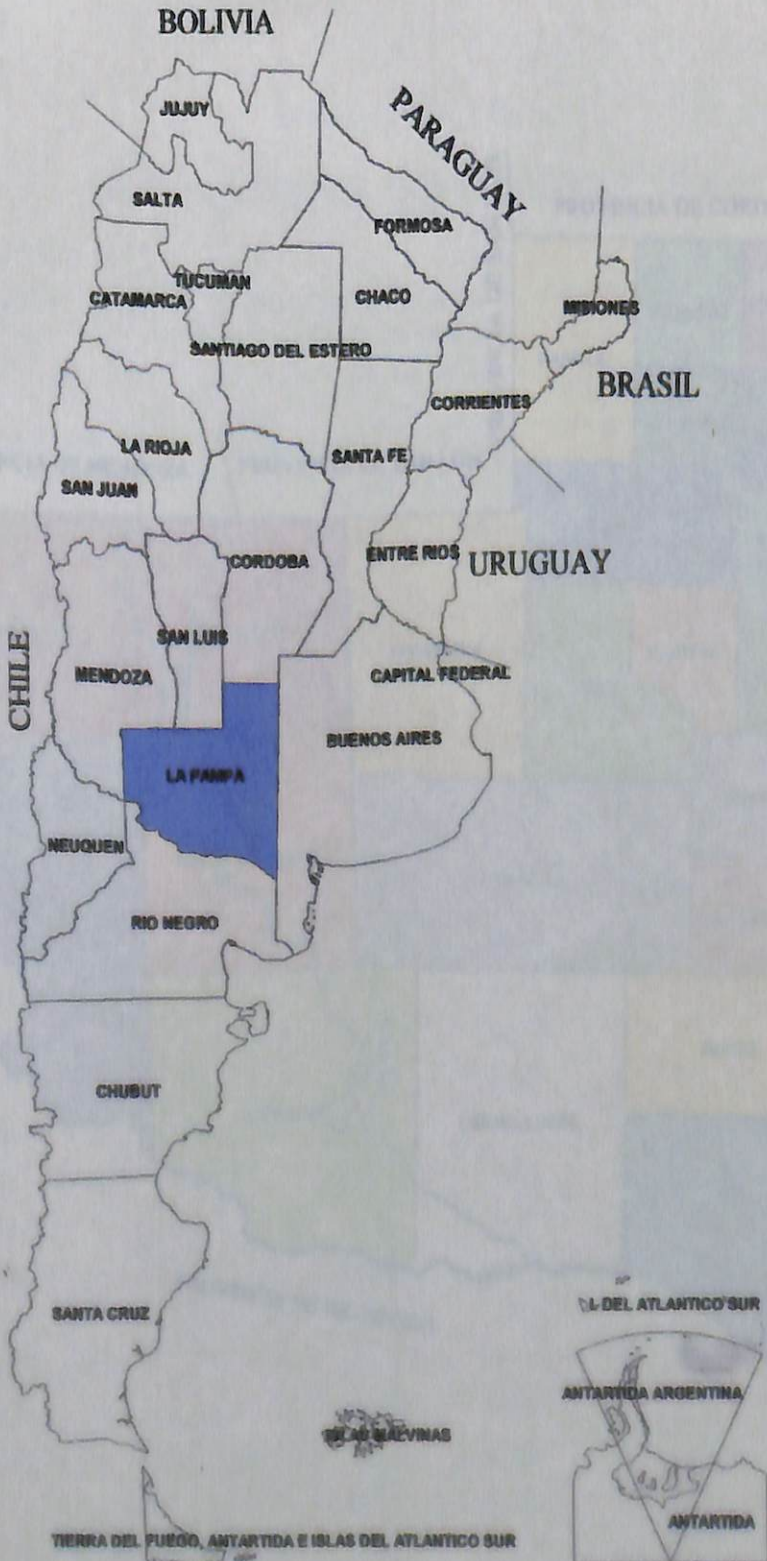 BOLIVIA
JUJUY
PARAGUAY
SALTA
FORMOSA
TUCUMAN
CATAMARCA
CHACO
MISIONES
SANTIAGO DEL ESTERO
BRASIL
CORRIENTES
LA RIOJA
SANTA FE
SAN JUAN
CORDOBA
ENTRE RIOS
URUGUAY
SAN LUIS
CHILE
MENDOZA
CAPITAL FEDERAL
BUENOS AIRES
LA PAMPA
NEUQUEN
RIO NEGRO
CHUBUT
SANTA CRUZ
I. DEL ATLANTICO SUR
ANTARTIDA ARGENTINA
ISLAS MALVINAS
ANTARTIDA
TIERRA DEL FUEGO, ANTARTIDA E ISLAS DEL ATLANTICO SUR